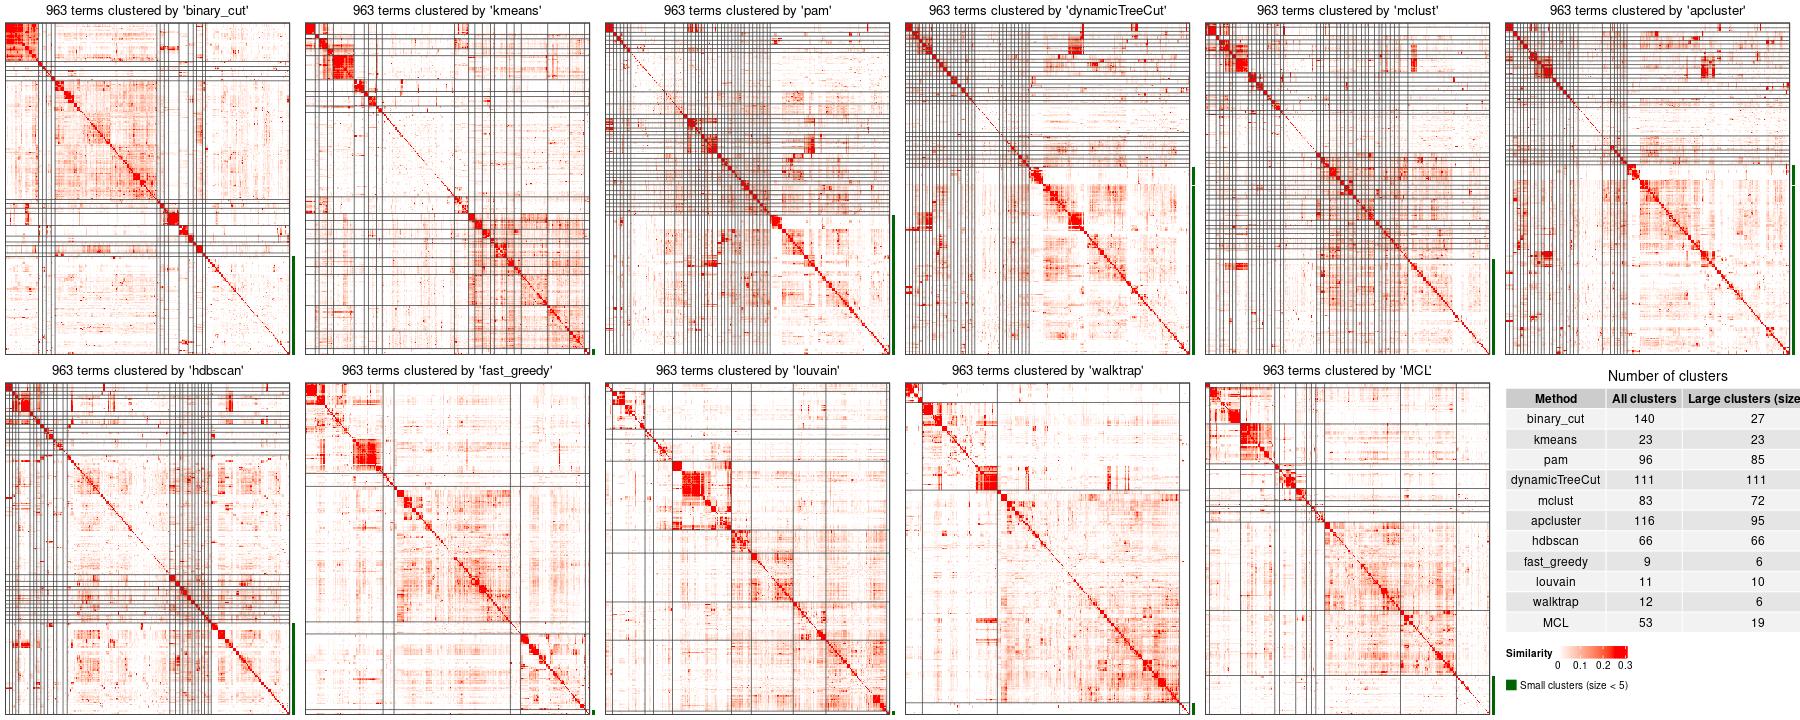 963 terms clustered by 'binary_cut'
963 terms clustered by 'kmeans'
963 terms clustered by 'pam'
963 terms clustered by 'dynamicTreeCut'
963 terms clustered by 'mclust'
963 terms clustered by 'apcluster'
963 terms clustered by 'hdbscan'
963 terms clustered by 'fast_greedy'
963 terms clustered by 'louvain'
963 terms clustered by 'walktrap'
963 terms clustered by 'MCL'
Number of clusters
Method All clusters Large clusters (size
binary_cut 140 27
kmeans 23 23
pam 96 85
dynamicTreeCut 111 111
mclust 83 72
apcluster 116 95
hdbscan 66 66
fast_greedy 9 6
louvain 11 10
walktrap 12 6
MCL 53 19
Similarity
0 0.1 0.2 0.3
Small clusters (size < 5)